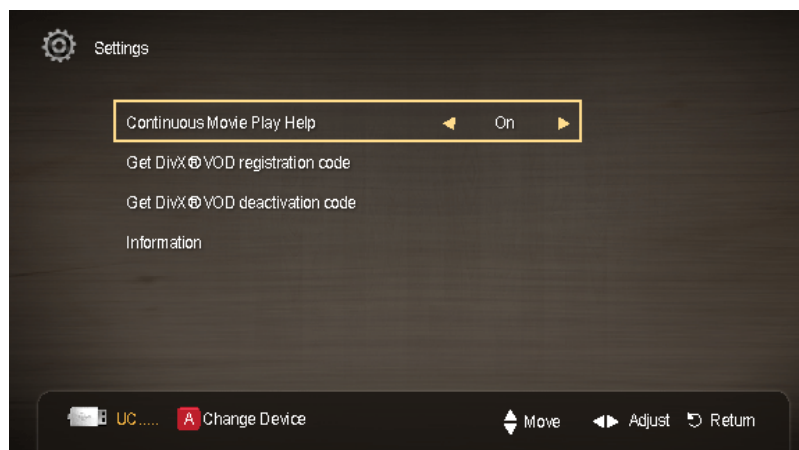 Settings
Continuous Movie Play Help ◀ On ▶
Get DivX® VOD registration code
Get DivX® VOD deactivation code
Information
UC..... A Change Device Move Adjust Return